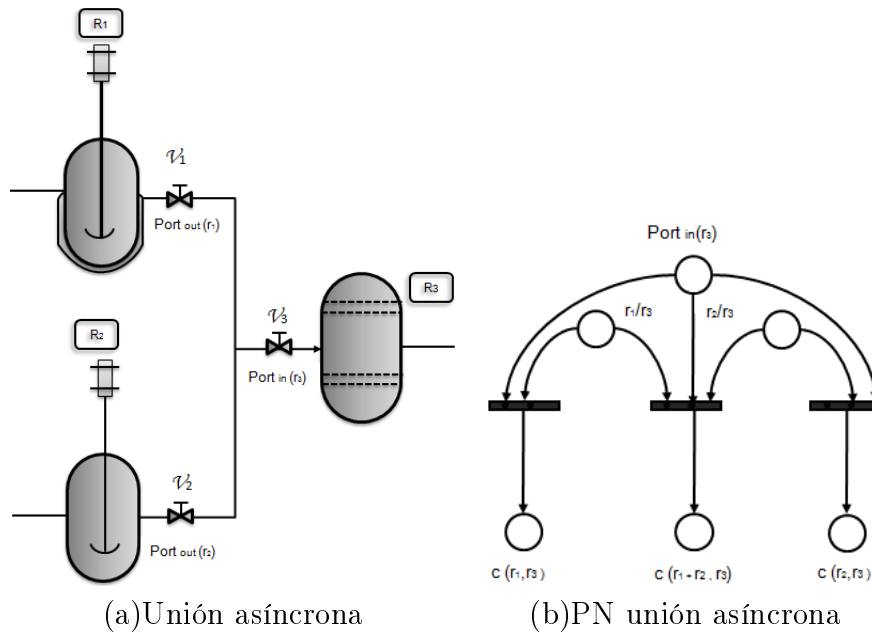 R1
𝒱1
Port out (r1)
R3
𝒱3
R2
Port in (r3)
𝒱2
Port out (r2)
(a)Unión asíncrona
Port in(r3)
r1/r3
r2/r3
C (r1,r3 )
C (r1 + r2 , r3)
C (r2,r3 )
(b)PN unión asíncrona